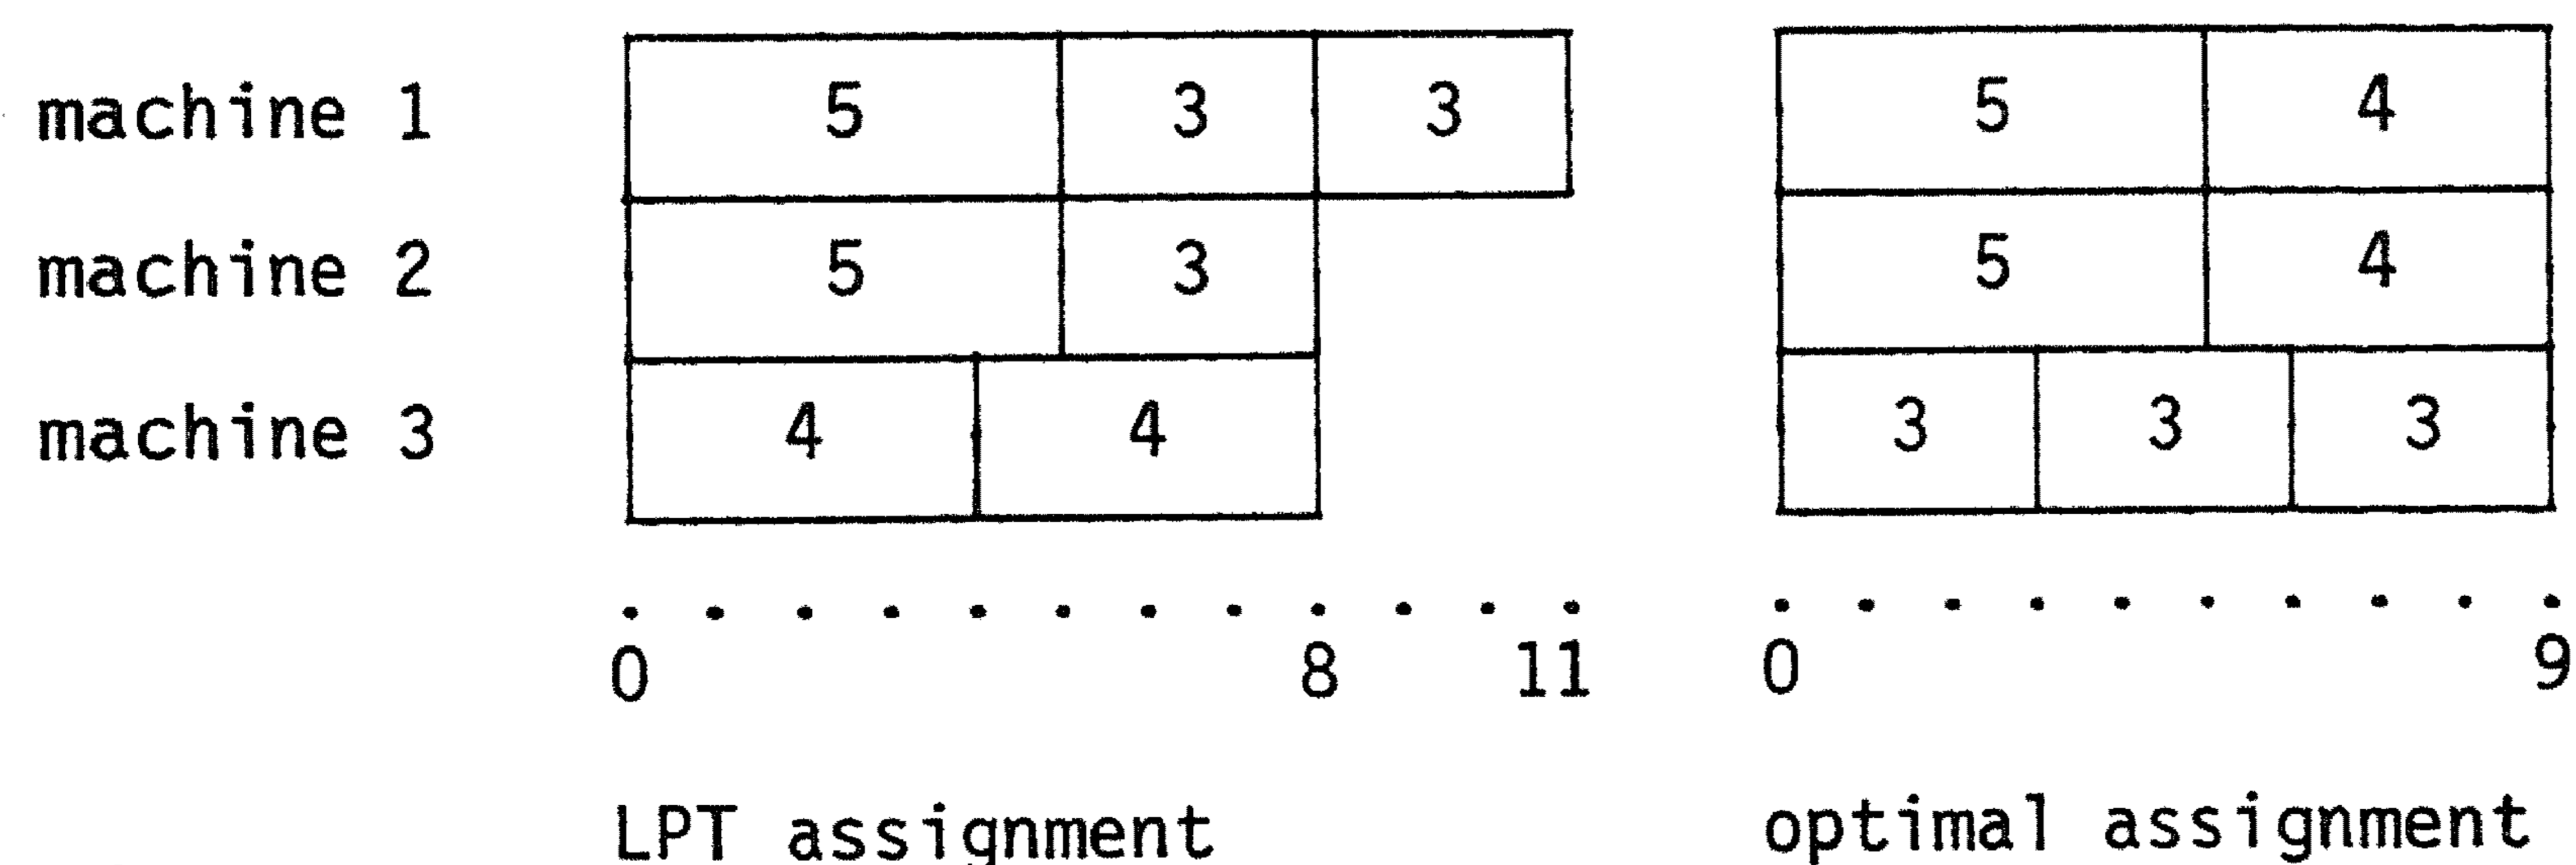 machine 1 5 3 3 5 4
machine 2 5 3 5 4
machine 3 4 4 3 3 3
0 8 11 0 9
LPT assignment optimal assignment